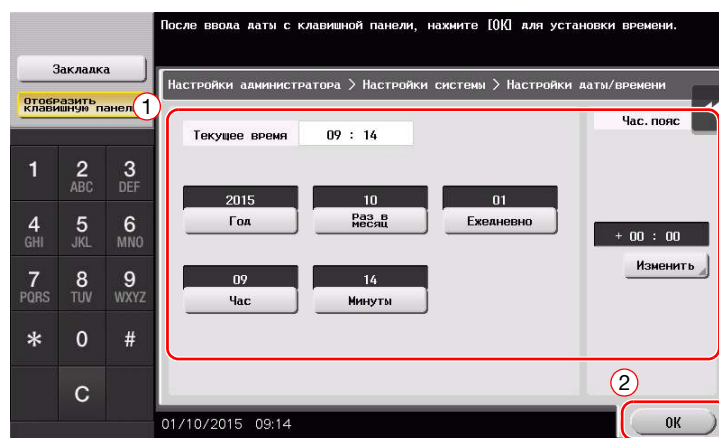 После ввода даты с клавишной панели, нажмите [OK] для установки времени.
Закладка
Отобразить
клавишную панель
1
Настройки администратора > Настройки системы > Настройки даты/времени
Текущее время 09 : 14
Час. пояс
2015 10 01
Год Раз в месяц Ежедневно
+ 00 : 00
Изменить
09 14
Час Минуты
1 2 3
ABC DEF
4 5 6
GHI JKL MNO
7 8 9
PQRS TUV WXYZ
* 0 #
C
2
OK
01/10/2015 09:14